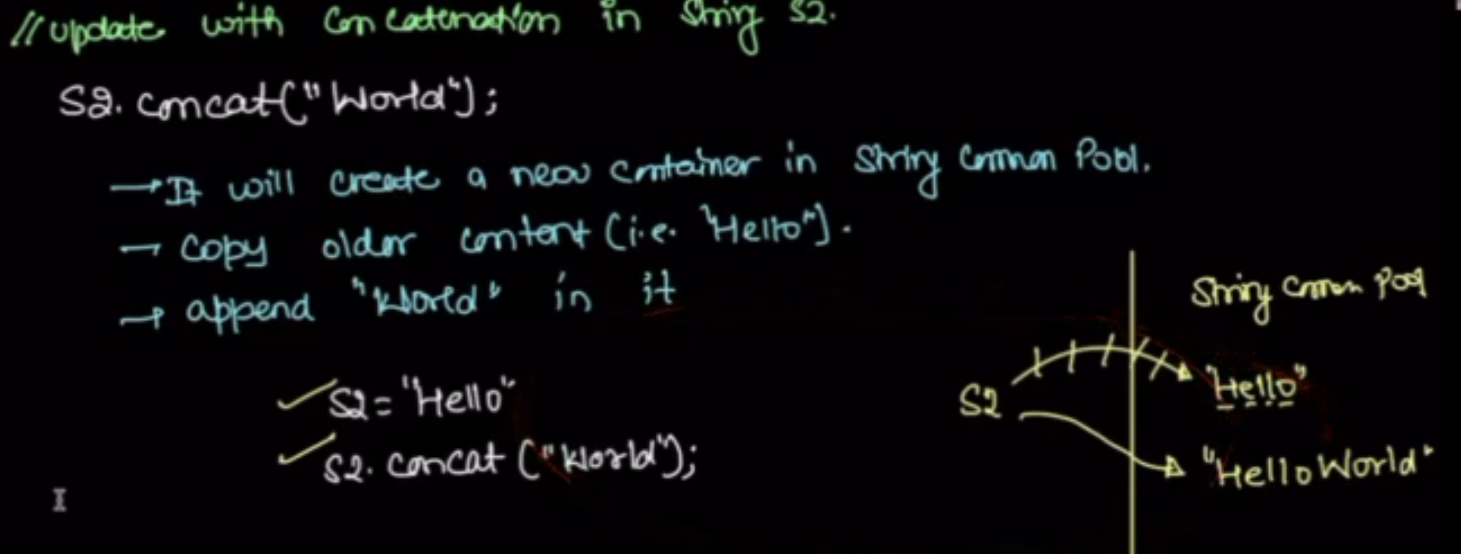 //update with Concatenation in String S2.
S2.concat("World");
→ It will create a new container in String Common Pool.
→ Copy older content (i.e. "Hello").
→ append "World" in it
S2 = "Hello"
S2.concat ("World");
String Common Pool
S2
"Hello"
"Hello World"